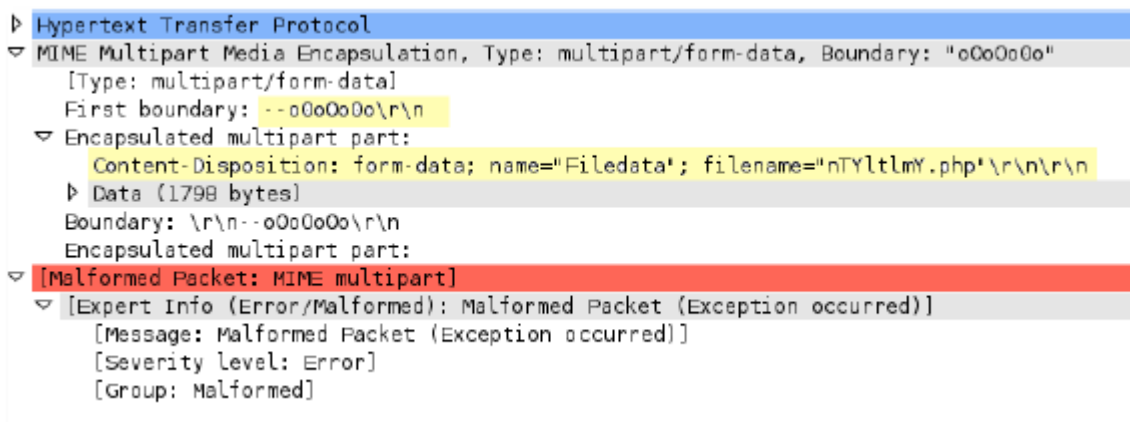 Hypertext Transfer Protocol
MIME Multipart Media Encapsulation, Type: multipart/form-data, Boundary: "oOoOoOo"
[Type: multipart/form-data]
First boundary: --oOoOoOo\r\n
Encapsulated multipart part:
Content-Disposition: form-data; name="Filedata"; filename="nTYltlmY.php"\r\n\r\n
Data (1798 bytes)
Boundary: \r\n--oOoOoOo\r\n
Encapsulated multipart part:
[Malformed Packet: MIME multipart]
[Expert Info (Error/Malformed): Malformed Packet (Exception occurred)]
[Message: Malformed Packet (Exception occurred)]
[Severity level: Error]
[Group: Malformed]